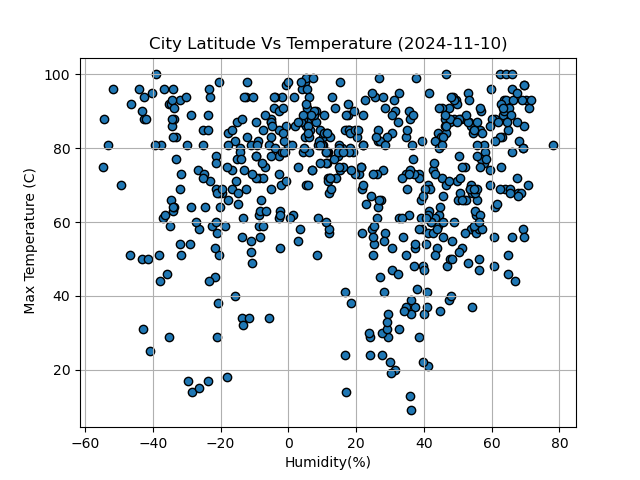 City Latitude Vs Temperature (2024-11-10)
100
80
60
40
20
Max Temperature (C)
−60 −40 −20 0 20 40 60 80
Humidity(%)